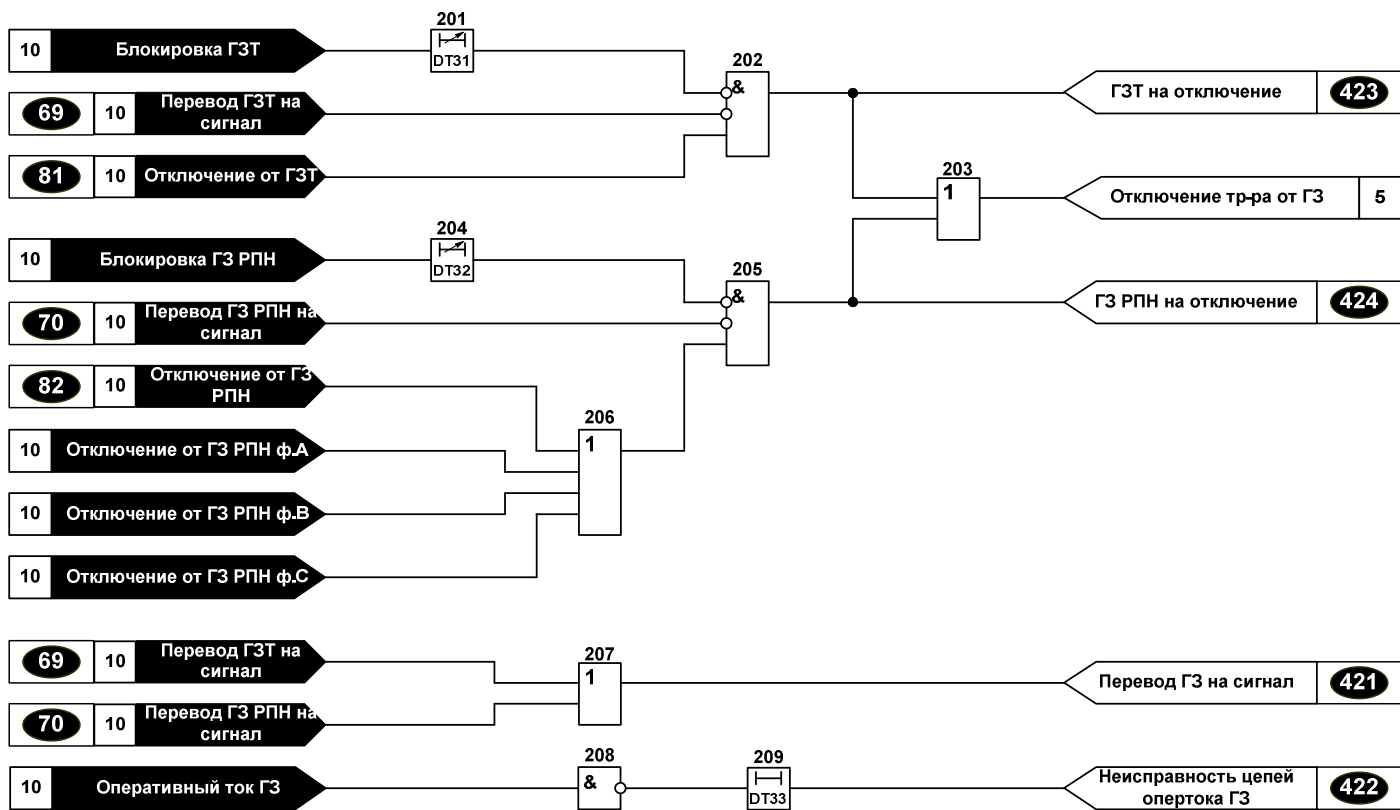 201
10 Блокировка ГЗТ
DT31
202
69 10 Перевод ГЗТ на
сигнал
&
ГЗТ на отключение 423
81 10 Отключение от ГЗТ
203
1
Отключение тр-ра от ГЗ 5
204
10 Блокировка ГЗ РПН
DT32
205
70 10 Перевод ГЗ РПН на
сигнал
&
ГЗ РПН на отключение 424
82 10 Отключение от ГЗ
РПН
206
1
10 Отключение от ГЗ РПН ф.А
10 Отключение от ГЗ РПН ф.В
10 Отключение от ГЗ РПН ф.С
69 10 Перевод ГЗТ на
сигнал
207
1
Перевод ГЗ на сигнал 421
70 10 Перевод ГЗ РПН на
сигнал
208
209
10 Оперативный ток ГЗ
&
DT33
Неисправность цепей
опертока ГЗ
422